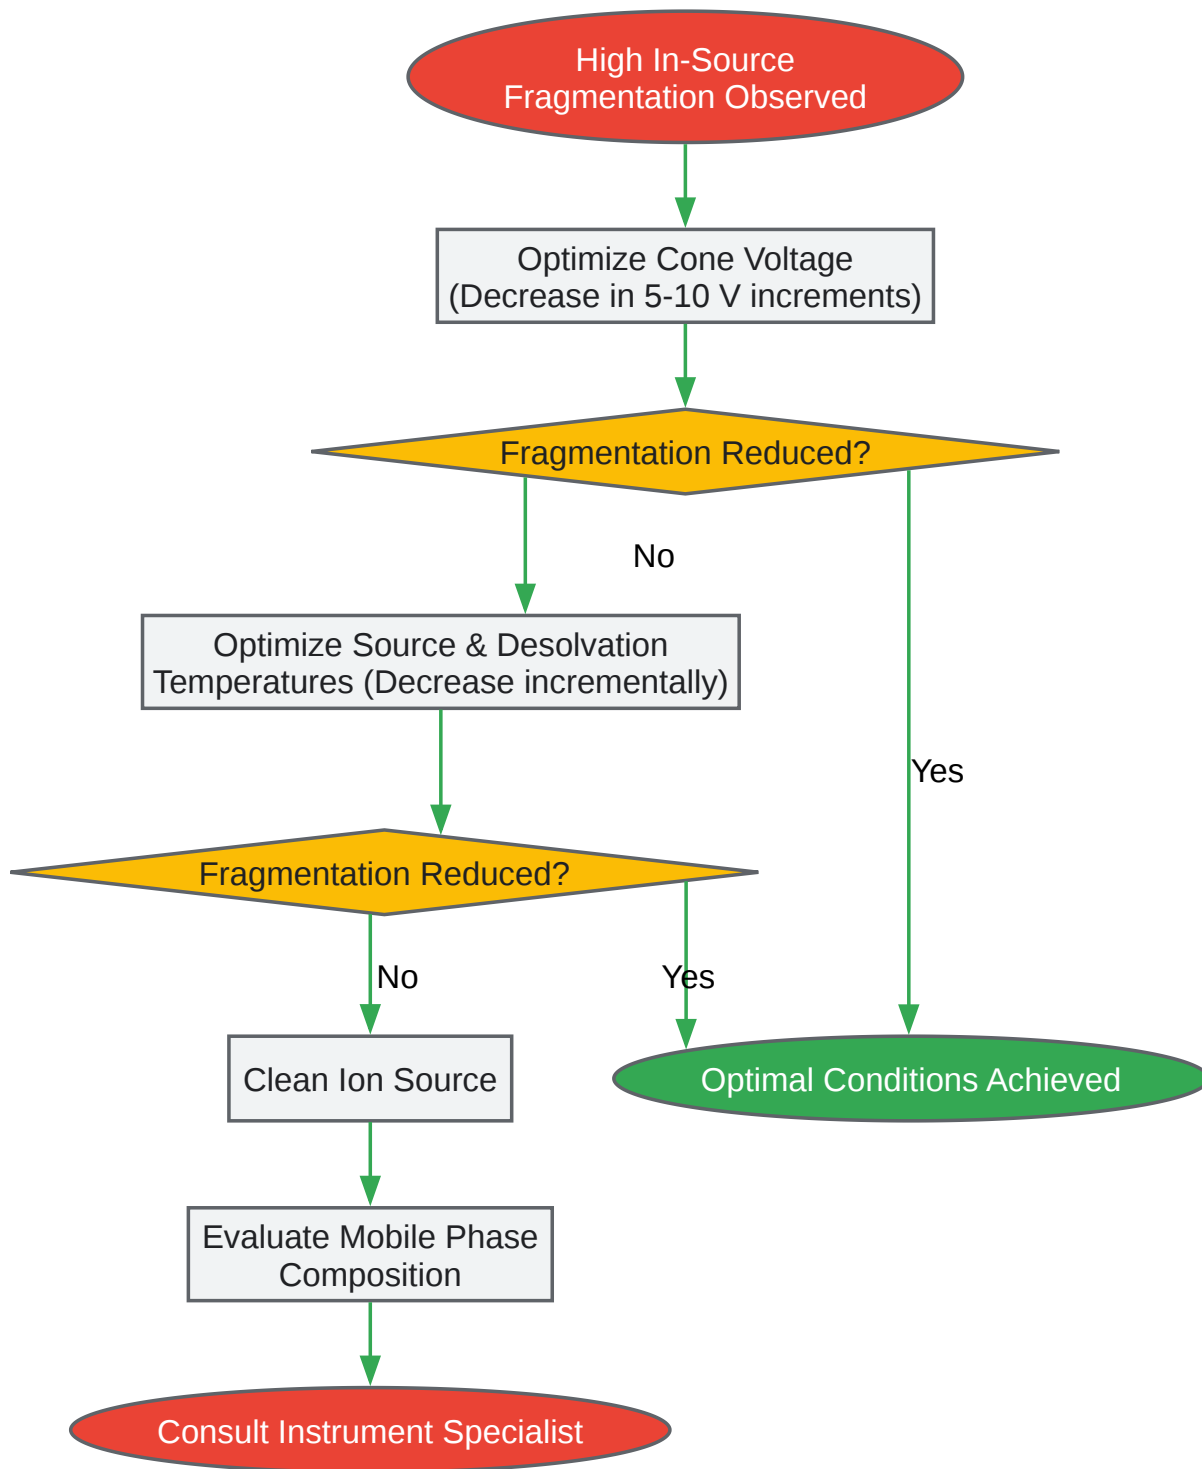 High In-Source
Fragmentation Observed
Optimize Cone Voltage
(Decrease in 5-10 V increments)
Fragmentation Reduced?
No
Optimize Source & Desolvation
Temperatures (Decrease incrementally)
Yes
Fragmentation Reduced?
No
Yes
Clean Ion Source
Optimal Conditions Achieved
Evaluate Mobile Phase
Composition
Consult Instrument Specialist